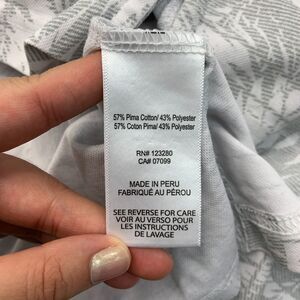 57% Pima Cotton/ 43% Polyester
57% Coton Pima/ 43% Polyester
RN# 123280
CA# 07099
MADE IN PERU
FABRIQUÉ AU PÉROU
SEE REVERSE FOR CARE
VOIR AU VERSO POUR
LES INSTRUCTIONS
DE LAVAGE